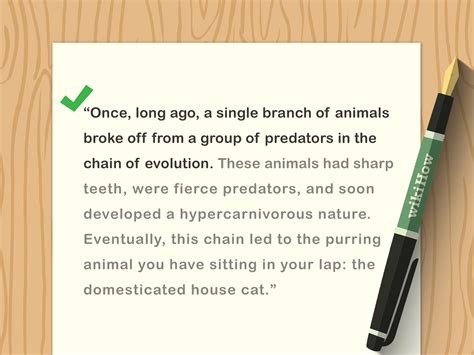 “Once, long ago, a single branch of animals
broke off from a group of predators in the
chain of evolution. These animals had sharp
teeth, were fierce predators, and soon
developed a hypercarnivorous nature.
Eventually, this chain led to the purring
animal you have sitting in your lap: the
domesticated house cat.”
wikiHow